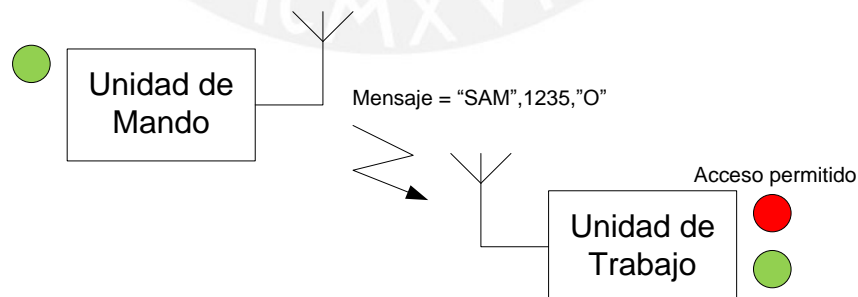 Unidad de
Mando
Mensaje = “SAM”,1235,”O”
Acceso permitido
Unidad de
Trabajo